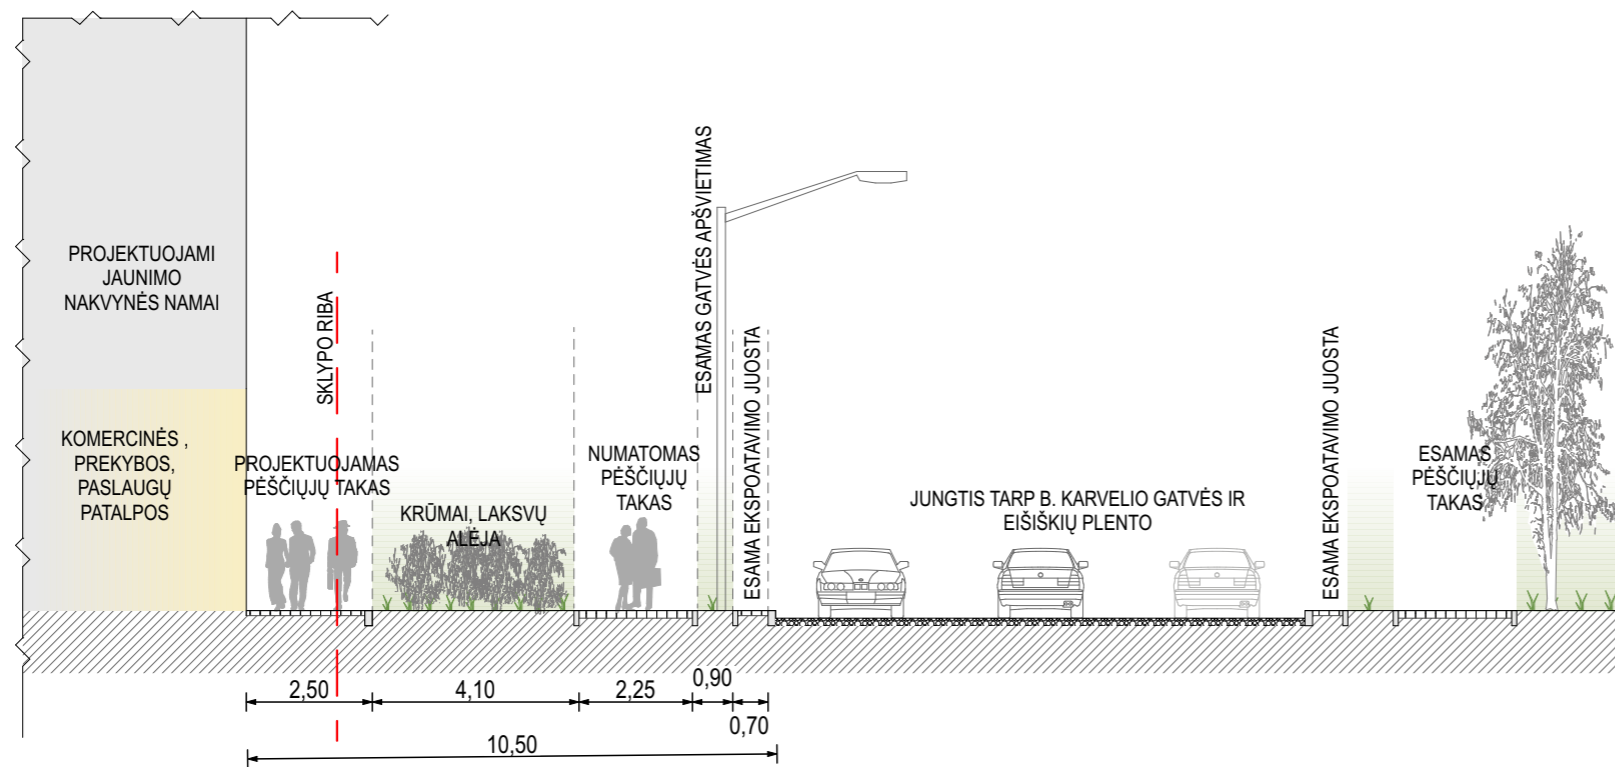 PROJEKTUOJAMI
JAUNIMO
NAKVYNĖS NAMAI
KOMERCINĖS ,
PREKYBOS,
PASLAUGŲ
PATALPOS
SKLYPO RIBA
PROJEKTUOJAMAS
PĖŠČIŲJŲ TAKAS
KRŪMAI, LAKSVŲ
ALĖJA
NUMATOMAS
PĖŠČIŲJŲ
TAKAS
ESAMAS GATVĖS APŠVIETIMAS
ESAMA EKSPOATAVIMO JUOSTA
JUNGTIS TARP B. KARVELIO GATVĖS IR
EIŠIŠKIŲ PLENTO
ESAMA EKSPOATAVIMO JUOSTA
ESAMAS
PĖŠČIŲJŲ
TAKAS
2,50
4,10
2,25
0,90
0,70
10,50